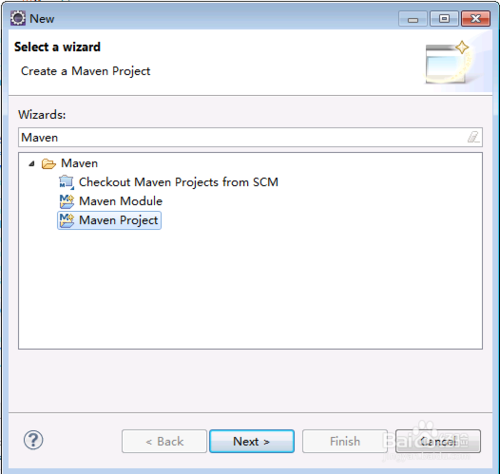 New
Select a wizard
Create a Maven Project
Wizards:
Maven
Maven
Checkout Maven Projects from SCM
Maven Module
Maven Project
< Back
Next >
Finish
Cancel